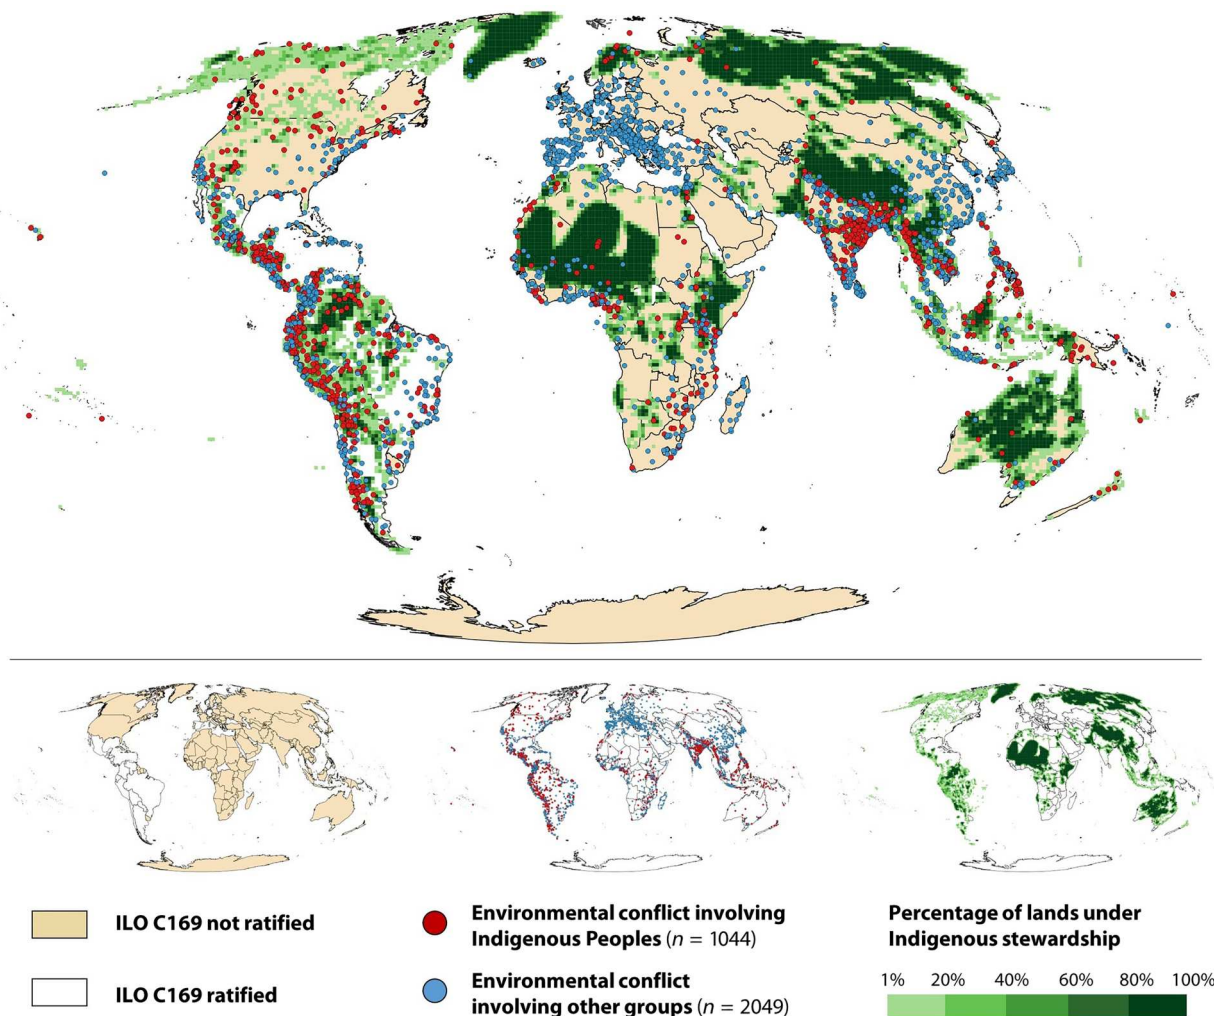 ILO C169 not ratified
ILO C169 ratified
Environmental conflict involving
Indigenous Peoples (n = 1044)
Environmental conflict
involving other groups (n = 2049)
Percentage of lands under
Indigenous stewardship
1% 20% 40% 60% 80% 100%